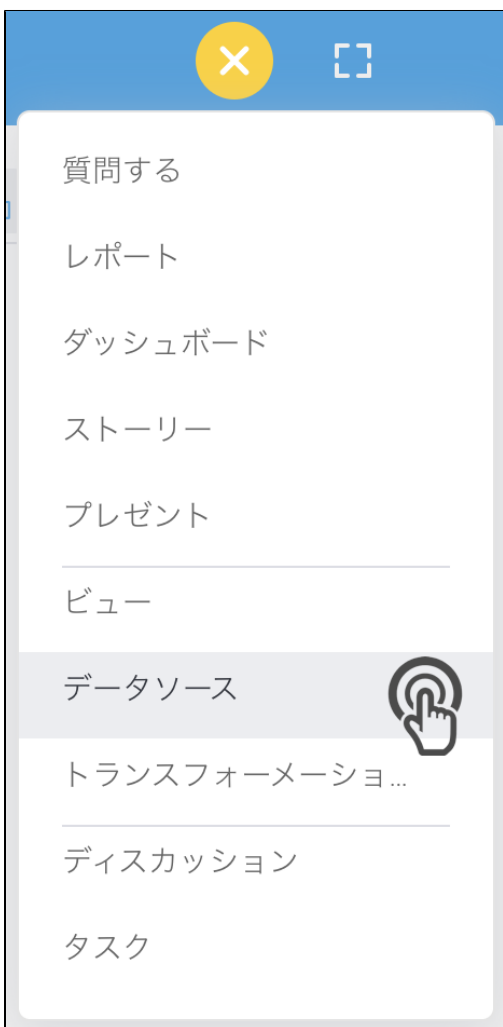 質問する
レポート
ダッシュボード
ストーリー
プレゼント
ビュー
データソース
トランスフォーメーショ...
ディスカッション
タスク